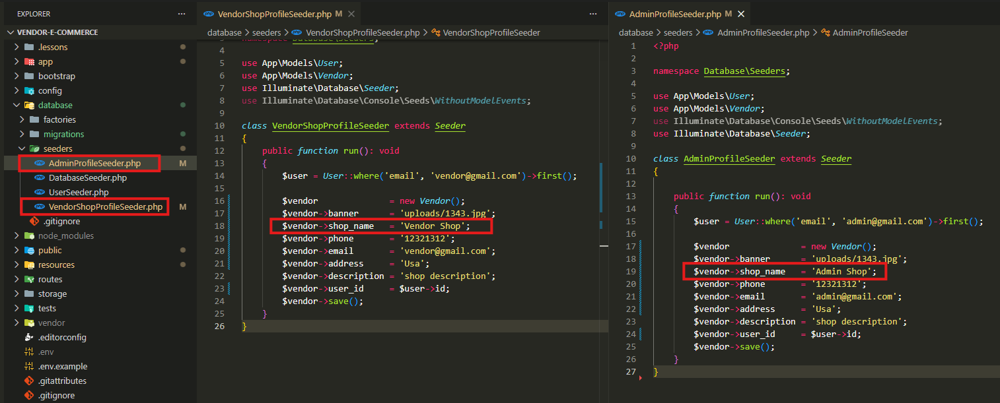 EXPLORER ···
VENDOR-E-COMMERCE
.lessons
app
bootstrap
config
database
factories
migrations
seeders
AdminProfileSeeder.php M
DatabaseSeeder.php
UserSeeder.php
VendorShopProfileSeeder.php M
.gitignore
node_modules
public
resources
routes
storage
tests
vendor
.editorconfig
.env
.env.example
.gitattributes
.gitignore
VendorShopProfileSeeder.php M ···
database > seeders > VendorShopProfileSeeder.php > VendorShopProfileSeeder
3 namespace Database\Seeders;
4
5 use App\Models\User;
6 use App\Models\Vendor;
7 use Illuminate\Database\Seeder;
8 use Illuminate\Database\Console\Seeds\WithoutModelEvents;
9
10 class VendorShopProfileSeeder extends Seeder
11 {
12 public function run(): void
13 {
14 $user = User::where('email', 'vendor@gmail.com')->first();
15
16 $vendor = new Vendor();
17 $vendor->banner = 'uploads/1343.jpg';
18 $vendor->shop_name = 'Vendor Shop';
19 $vendor->phone = '12321312';
20 $vendor->email = 'vendor@gmail.com';
21 $vendor->address = 'Usa';
22 $vendor->description = 'shop description';
23 $vendor->user_id = $user->id;
24 $vendor->save();
25 }
26 }
AdminProfileSeeder.php M
database > seeders > AdminProfileSeeder.php > AdminProfileSeeder
1 <?php
2
3 namespace Database\Seeders;
4
5 use App\Models\User;
6 use App\Models\Vendor;
7 use Illuminate\Database\Console\Seeds\WithoutModelEvents;
8 use Illuminate\Database\Seeder;
9
10 class AdminProfileSeeder extends Seeder
11 {
12
13 public function run(): void
14 {
15 $user = User::where('email', 'admin@gmail.com')->first();
16
17 $vendor = new Vendor();
18 $vendor->banner = 'uploads/1343.jpg';
19 $vendor->shop_name = 'Admin Shop';
20 $vendor->phone = '12321312';
21 $vendor->email = 'admin@gmail.com';
22 $vendor->address = 'Usa';
23 $vendor->description = 'shop description';
24 $vendor->user_id = $user->id;
25 $vendor->save();
26 }
27 }